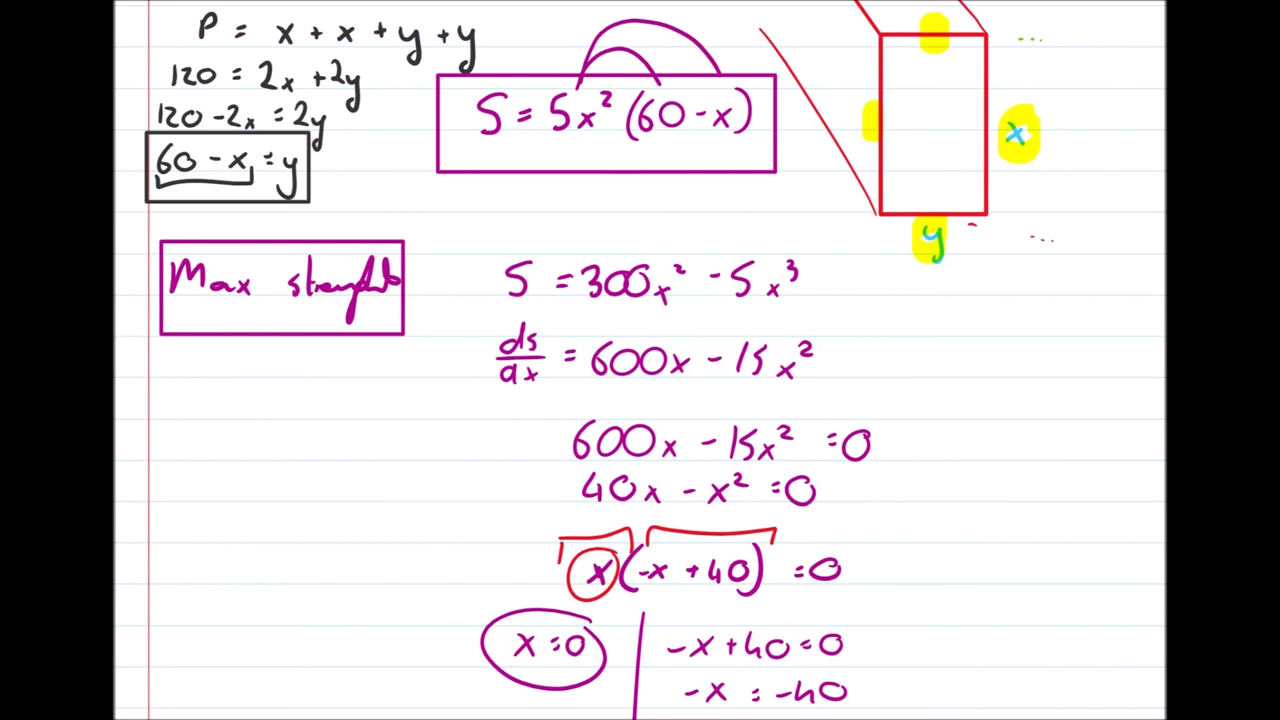 P = x + x + y + y
120 = 2x + 2y
120 - 2x = 2y
60 - x = y
S = 5x² (60 - x)
x
y
Max strength
S = 300x² - 5x³
ds/dx = 600x - 15x²
600x - 15x² = 0
40x - x² = 0
x(-x + 40) = 0
x = 0
-x + 40 = 0
-x = -40